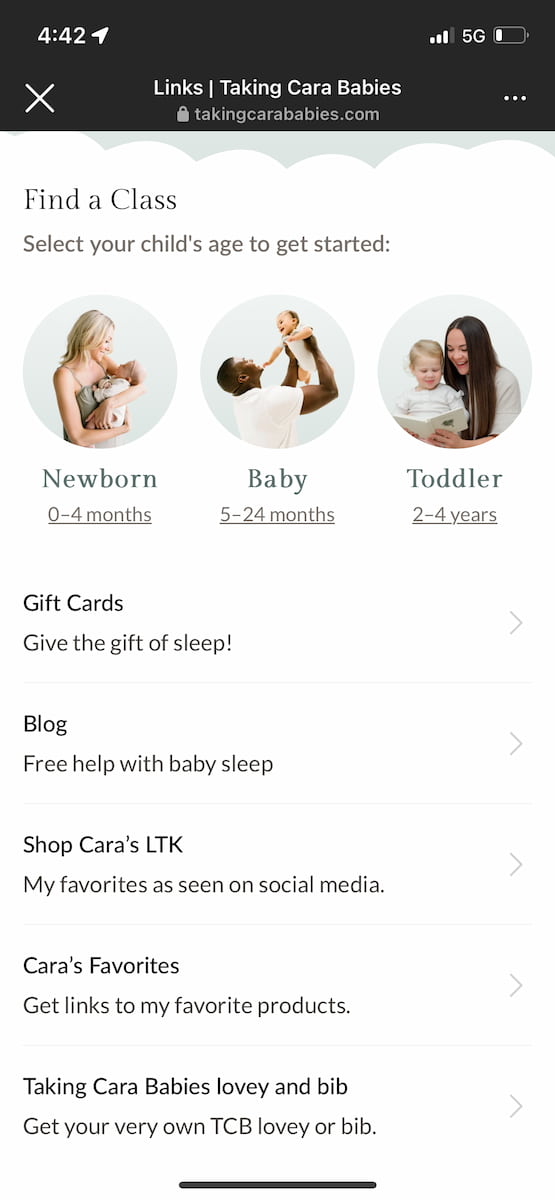 4:42
5G
Links | Taking Cara Babies
takingcarababies.com
Find a Class
Select your child's age to get started:
Newborn
Baby
Toddler
0–4 months
5–24 months
2–4 years
Gift Cards
Give the gift of sleep!
Blog
Free help with baby sleep
Shop Cara’s LTK
My favorites as seen on social media.
Cara’s Favorites
Get links to my favorite products.
Taking Cara Babies lovey and bib
Get your very own TCB lovey or bib.